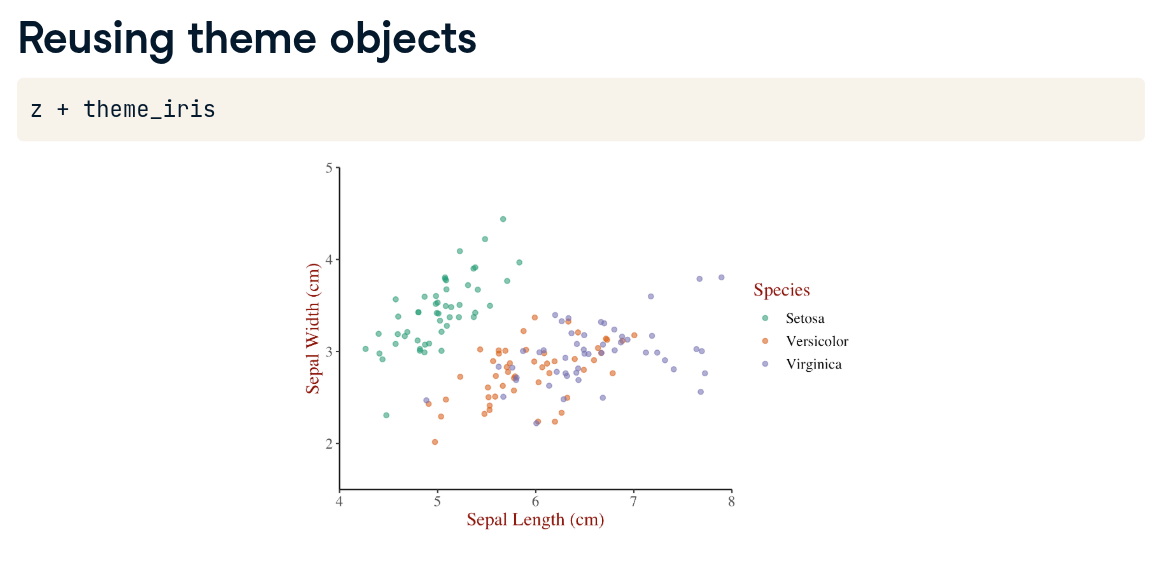 Reusing theme objects
z + theme_iris
5
4
3
2
Sepal Width (cm)
4 5 6 7 8
Sepal Length (cm)
Species
Setosa
Versicolor
Virginica